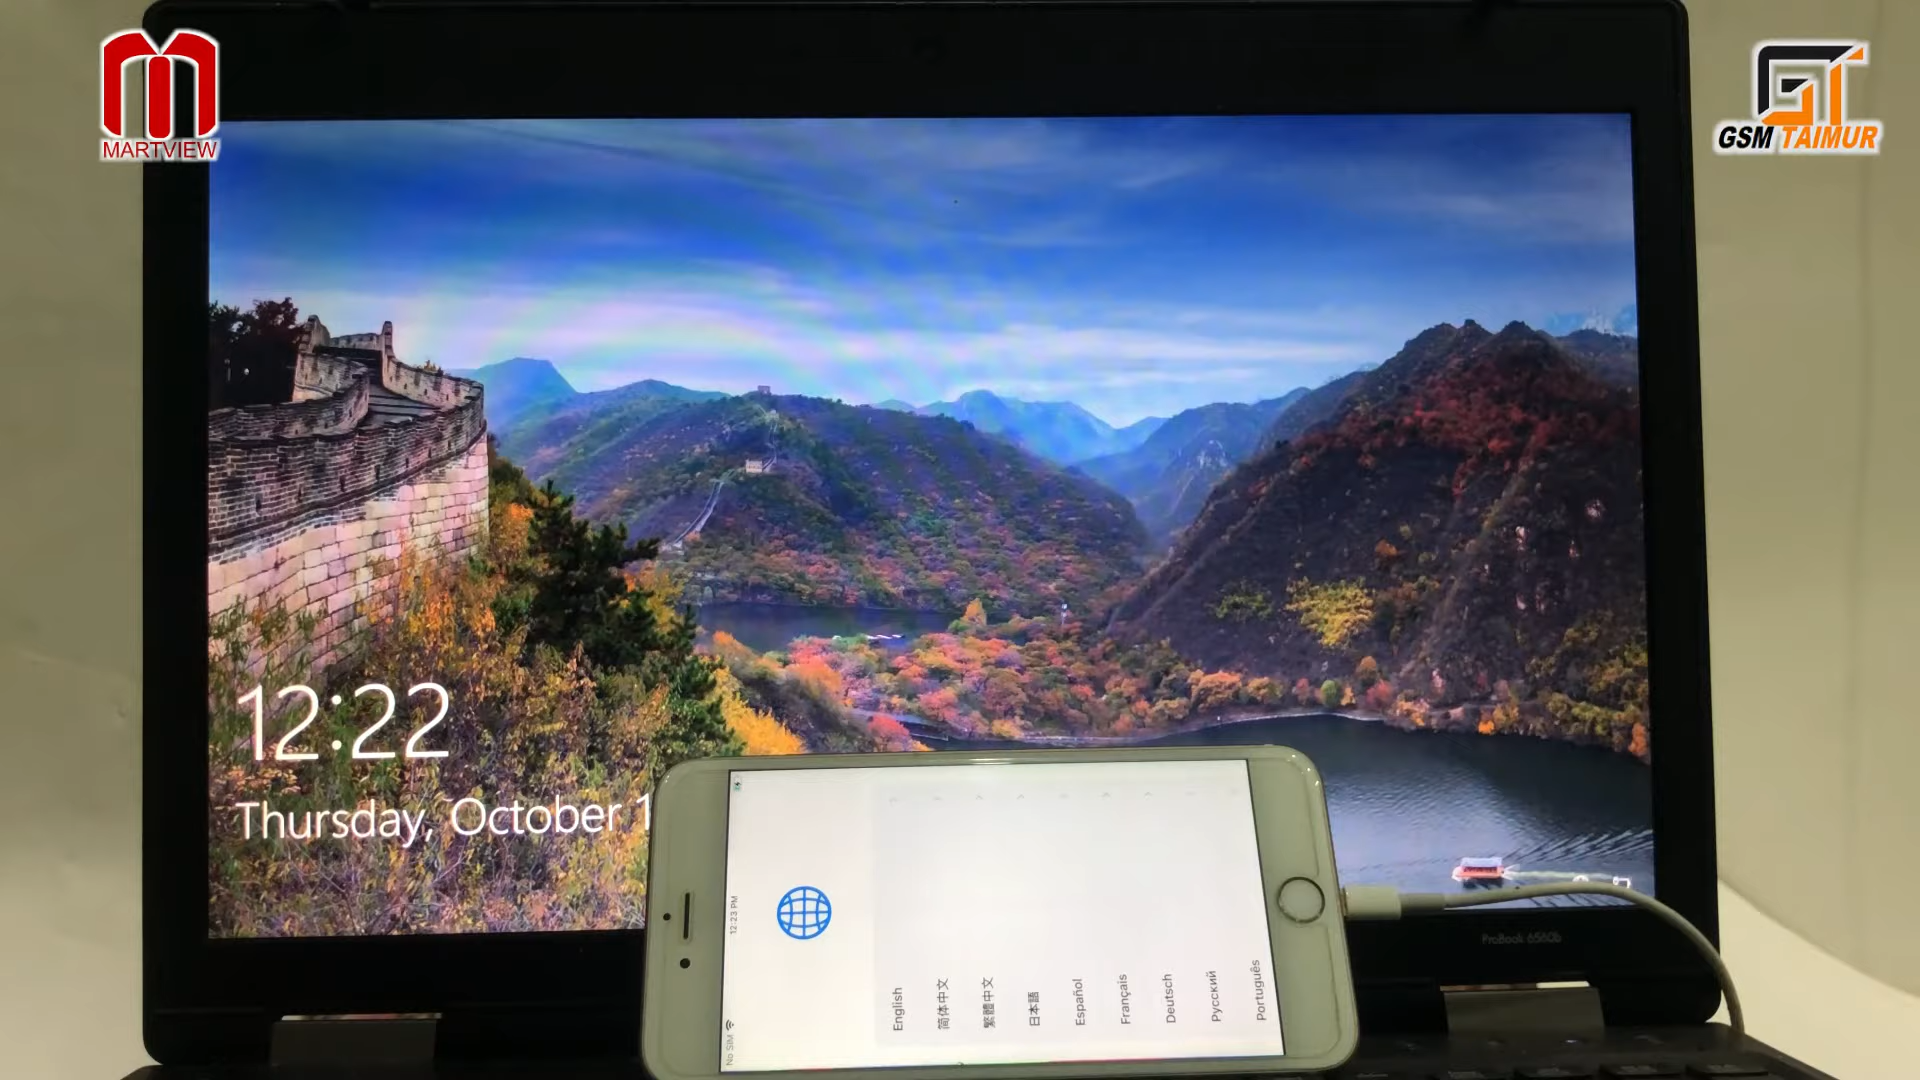 MARTVIEW
GSM TAIMUR
12:22
Thursday, October 1
ProBook 6560b
No SIM
12:23 PM
English
简体中文
繁體中文
日本語
Español
Français
Deutsch
Русский
Português